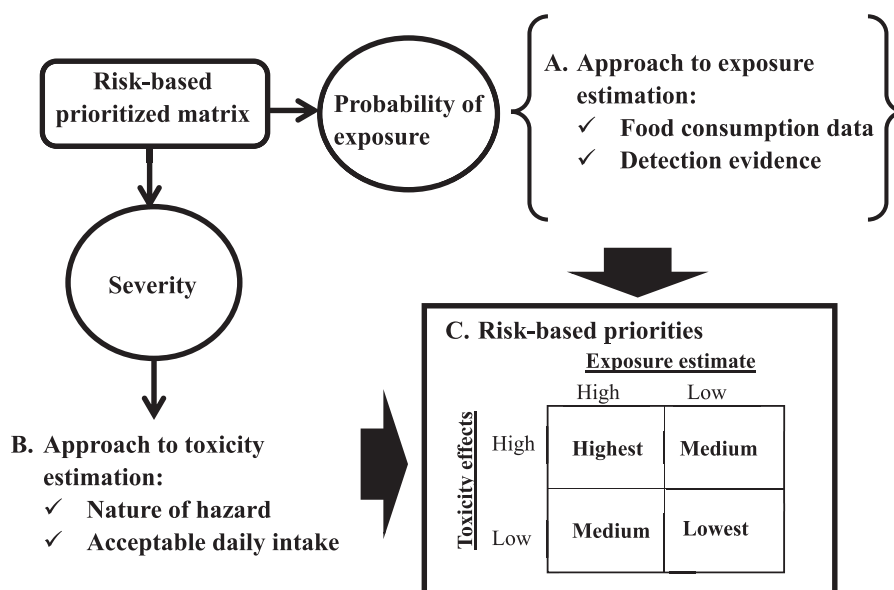 Risk-based
prioritized matrix
Probability of
exposure
A. Approach to exposure
estimation:
✓ Food consumption data
✓ Detection evidence
Severity
B. Approach to toxicity
estimation:
✓ Nature of hazard
✓ Acceptable daily intake
C. Risk-based priorities
Exposure estimate
High Low
Toxicity effects
High Highest Medium
Low Medium Lowest